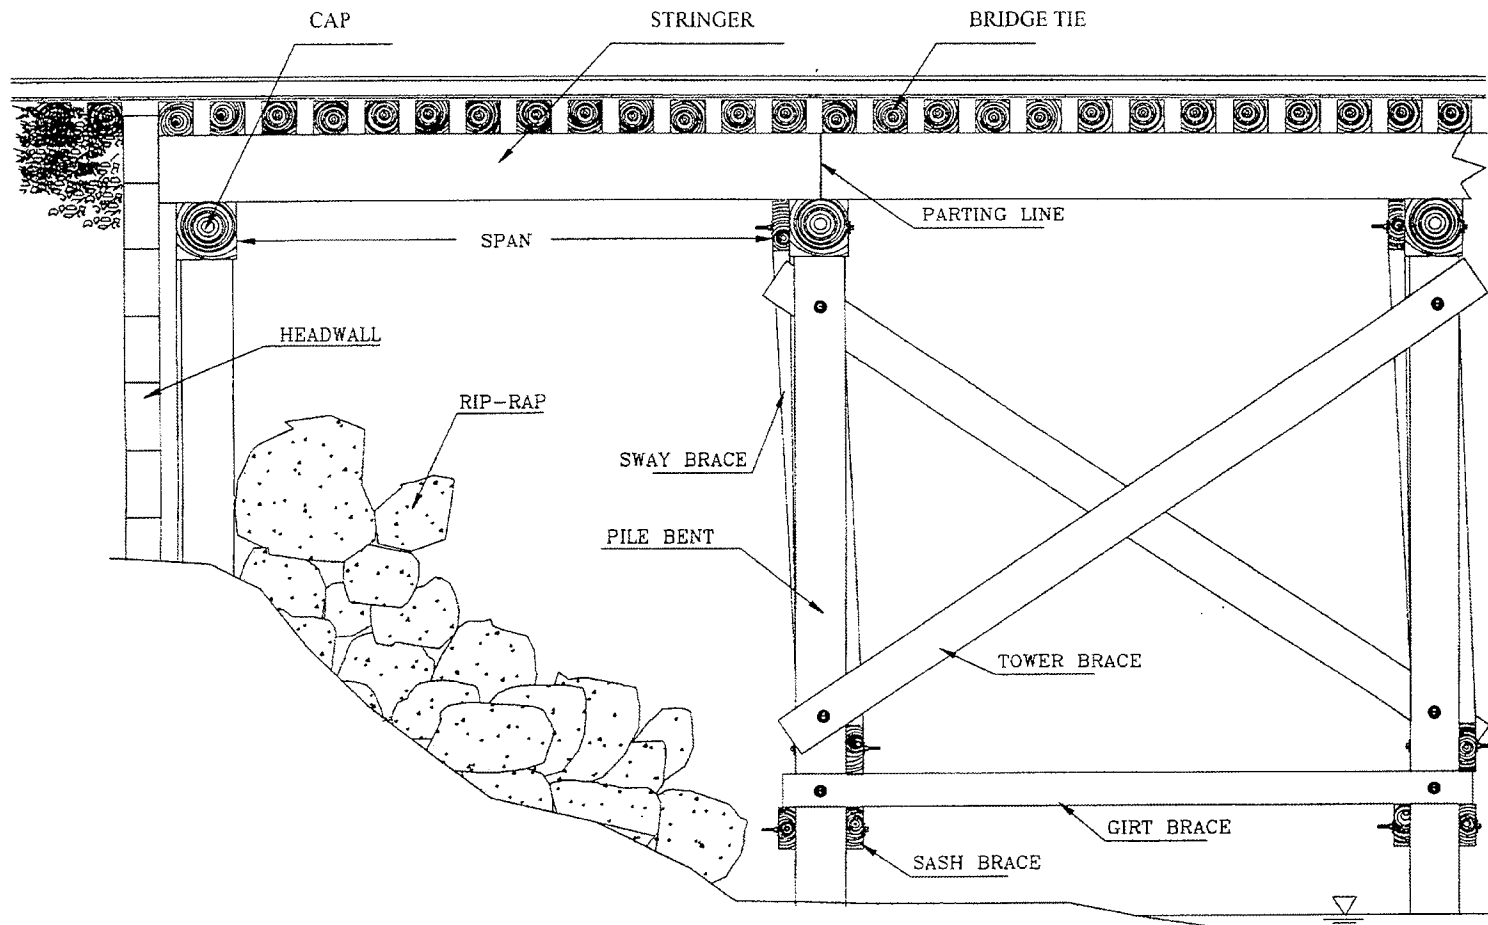 CAP
STRINGER
BRIDGE TIE
PARTING LINE
SPAN
HEADWALL
RIP-RAP
SWAY BRACE
PILE BENT
TOWER BRACE
GIRT BRACE
SASH BRACE